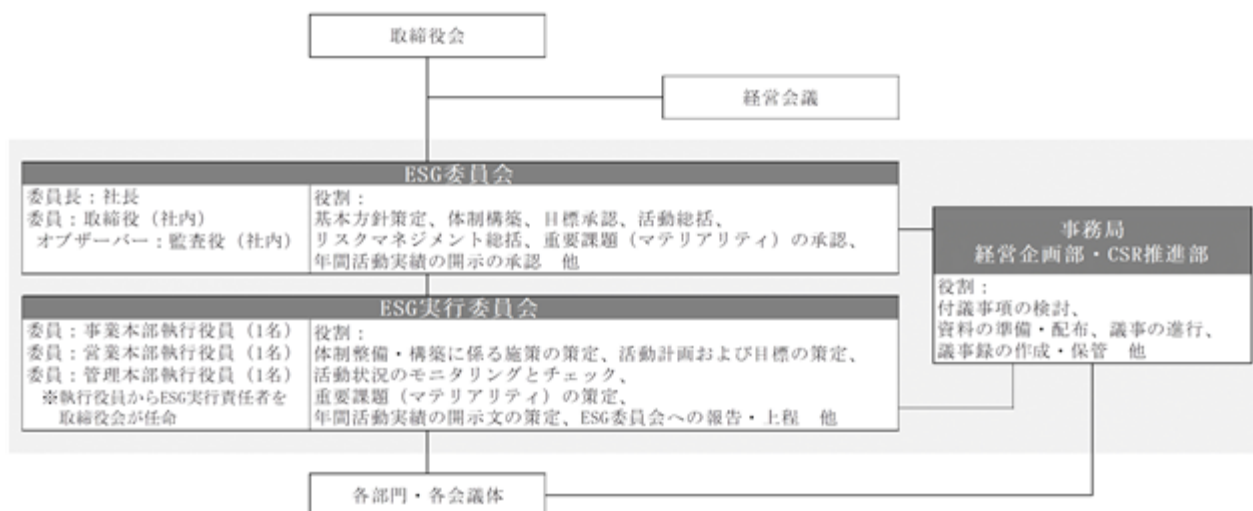 取締役会
経営会議
ESG委員会
委員長：社長
委員：取締役（社内）
オブザーバー：監査役（社内）
役割：
基本方針策定、体制構築、目標承認、活動総括、
リスクマネジメント総括、重要課題（マテリアリティ）の承認、
年間活動実績の開示の承認　他
事務局
経営企画部・CSR推進部
役割：
付議事項の検討、
資料の準備・配布、議事の進行、
議事録の作成・保管　他
ESG実行委員会
委員：事業本部執行役員（1名）
委員：営業本部執行役員（1名）
委員：管理本部執行役員（1名）
※執行役員からESG実行責任者を
取締役会が任命
役割：
体制整備・構築に係る施策の策定、活動計画および目標の策定、
活動状況のモニタリングとチェック、
重要課題（マテリアリティ）の策定、
年間活動実績の開示文の策定、ESG委員会への報告・上程　他
各部門・各会議体